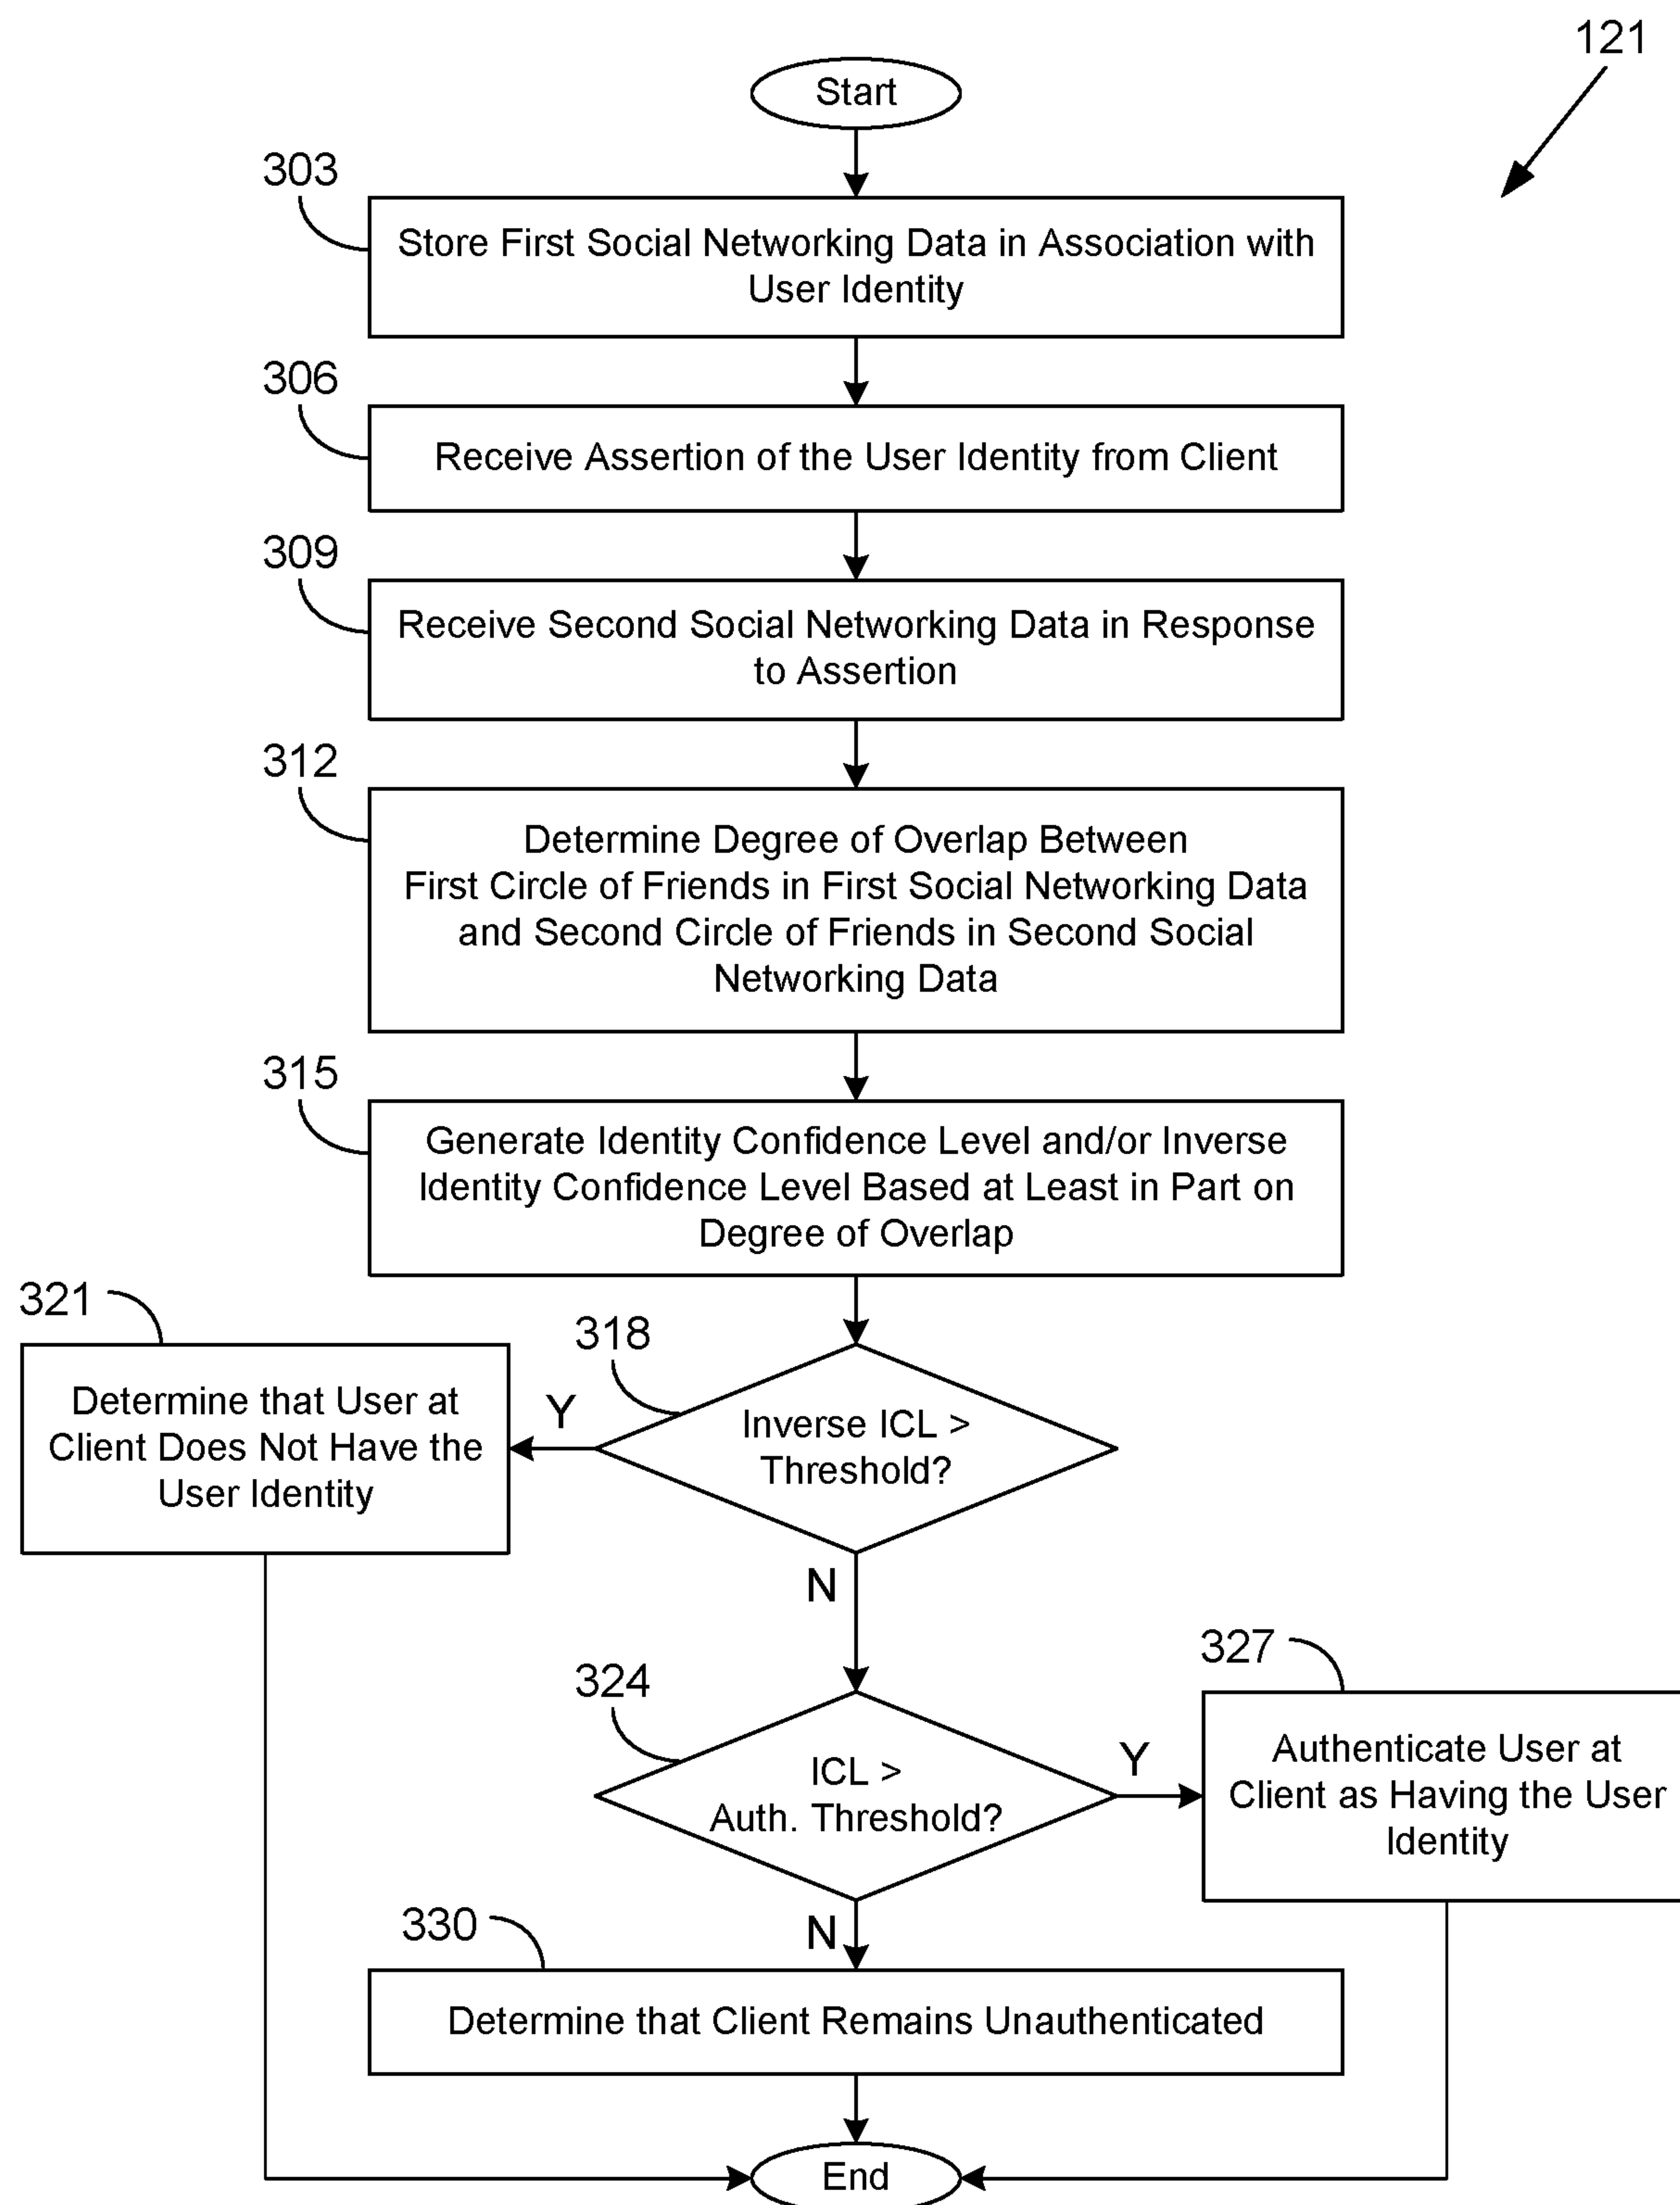 121
Start
303
Store First Social Networking Data in Association with
User Identity
306
Receive Assertion of the User Identity from Client
309
Receive Second Social Networking Data in Response
to Assertion
312
Determine Degree of Overlap Between
First Circle of Friends in First Social Networking Data
and Second Circle of Friends in Second Social
Networking Data
315
Generate Identity Confidence Level and/or Inverse
Identity Confidence Level Based at Least in Part on
Degree of Overlap
321
Determine that User at
Client Does Not Have the
User Identity
Y
318
Inverse ICL >
Threshold?
N
324
ICL >
Auth. Threshold?
Y
327
Authenticate User at
Client as Having the User
Identity
N
330
Determine that Client Remains Unauthenticated
End